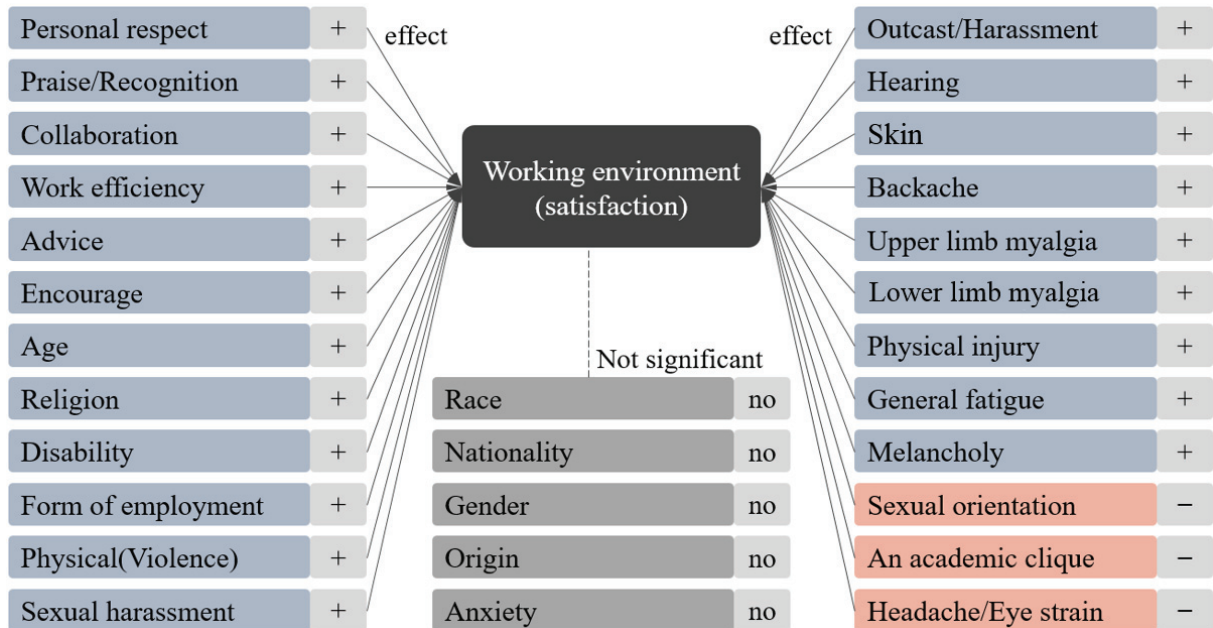 Personal respect +
Praise/Recognition +
Collaboration +
Work efficiency +
Advice +
Encourage +
Age +
Religion +
Disability +
Form of employment +
Physical(Violence) +
Sexual harassment +
effect
Working environment
(satisfaction)
Not significant
Race no
Nationality no
Gender no
Origin no
Anxiety no
effect
Outcast/Harassment +
Hearing +
Skin +
Backache +
Upper limb myalgia +
Lower limb myalgia +
Physical injury +
General fatigue +
Melancholy +
Sexual orientation −
An academic clique −
Headache/Eye strain −